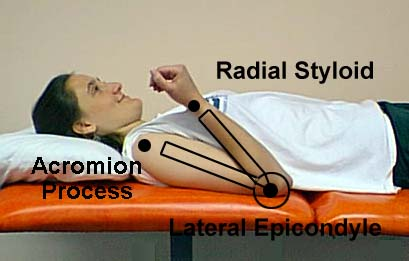 Radial Styloid
Acromion
Process
Lateral Epicondyle